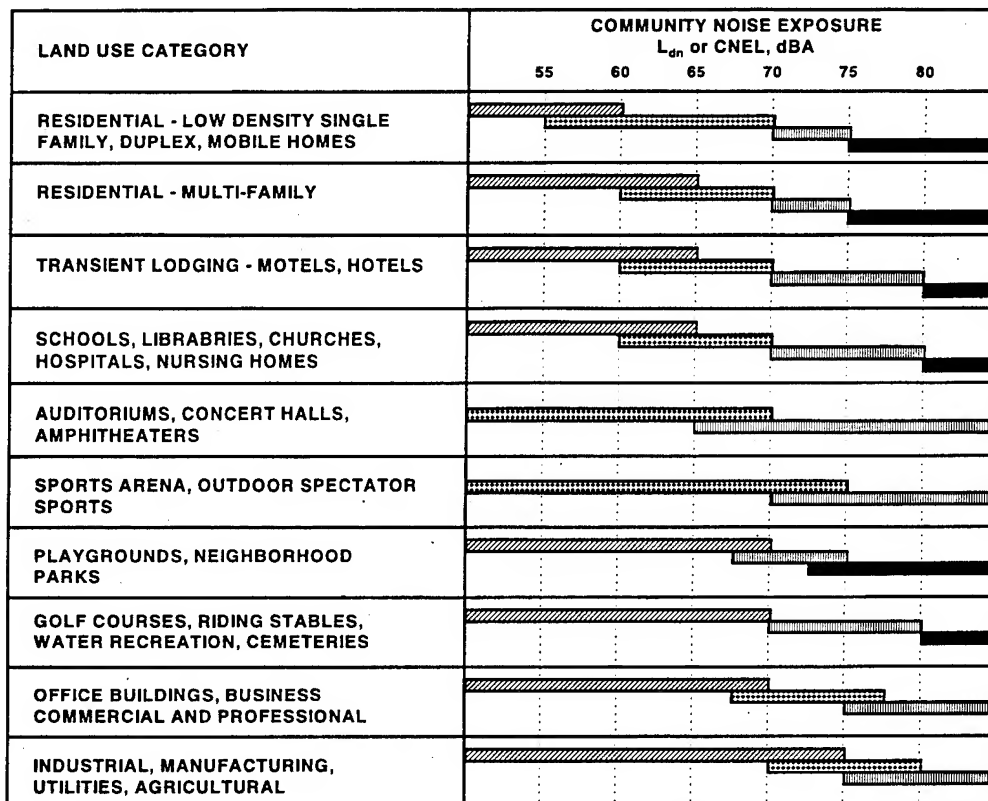 LAND USE CATEGORY
COMMUNITY NOISE EXPOSURE
Ldn or CNEL, dBA
55 60 65 70 75 80
RESIDENTIAL - LOW DENSITY SINGLE
FAMILY, DUPLEX, MOBILE HOMES
RESIDENTIAL - MULTI-FAMILY
TRANSIENT LODGING - MOTELS, HOTELS
SCHOOLS, LIBRABRIES, CHURCHES,
HOSPITALS, NURSING HOMES
AUDITORIUMS, CONCERT HALLS,
AMPHITHEATERS
SPORTS ARENA, OUTDOOR SPECTATOR
SPORTS
PLAYGROUNDS, NEIGHBORHOOD
PARKS
GOLF COURSES, RIDING STABLES,
WATER RECREATION, CEMETERIES
OFFICE BUILDINGS, BUSINESS
COMMERCIAL AND PROFESSIONAL
INDUSTRIAL, MANUFACTURING,
UTILITIES, AGRICULTURAL